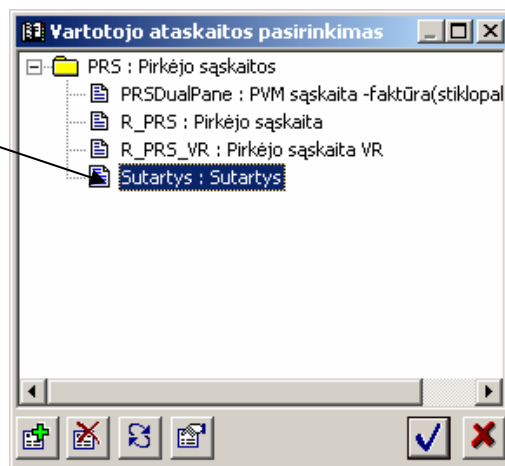 Vartotojo ataskaitos pasirinkimas
PRS : Pirkėjo sąskaitos
PRSDualPane : PVM sąskaita -faktūra(stiklopal
R_PRS : Pirkėjo sąskaita
R_PRS_VR : Pirkėjo sąskaita VR
Sutartys : Sutartys